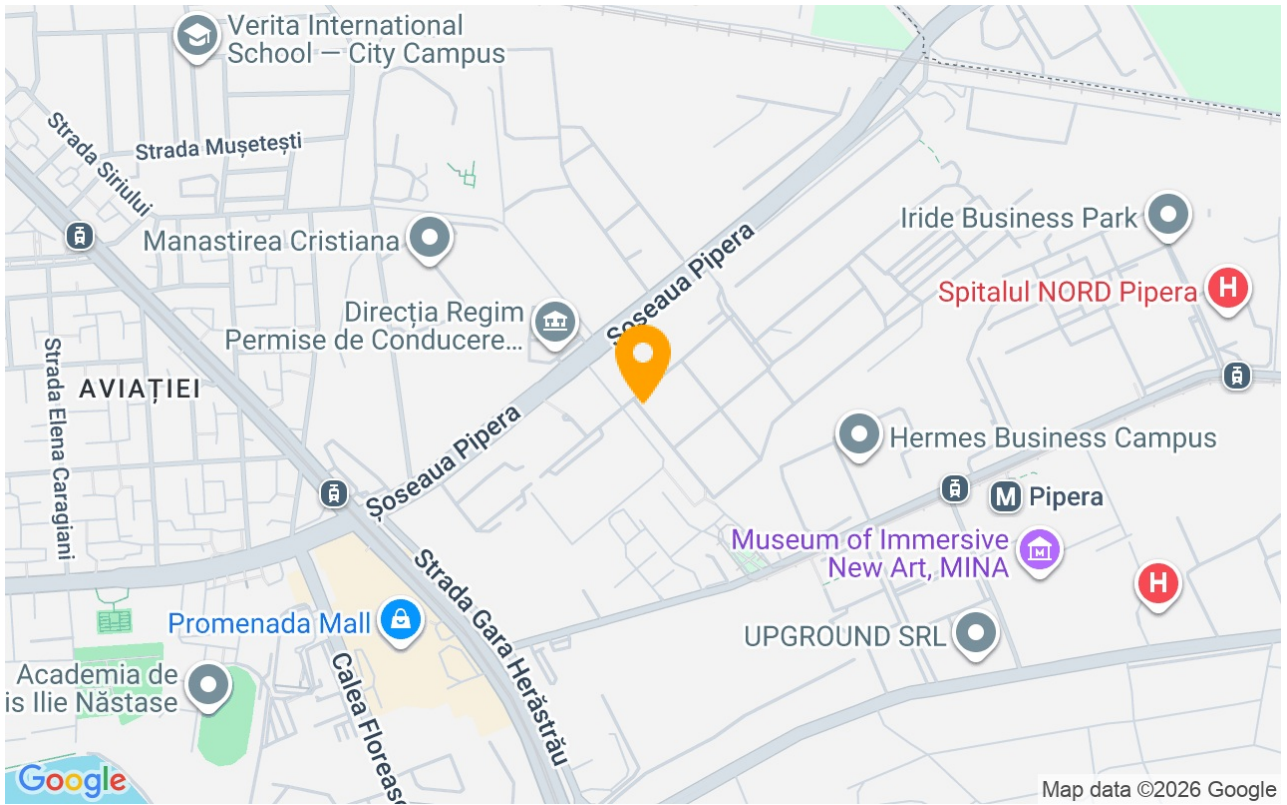 Verita International
School — City Campus
Strada Mușetești
Strada Siriului
Manastirea Cristiana
Iride Business Park
Spitalul NORD Pipera
H
Șoseaua Pipera
Direcția Regim
Permise de Conducere...
AVIAȚIEI
Strada Elena Caragiani
Șoseaua Pipera
Hermes Business Campus
M Pipera
Museum of Immersive
New Art, MINA
M
H
Promenada Mall
Strada Gara Herăstrău
UPGROUND SRL
Academia de
is Ilie Năstase
Calea Floreasc
Google
Map data ©2026 Google